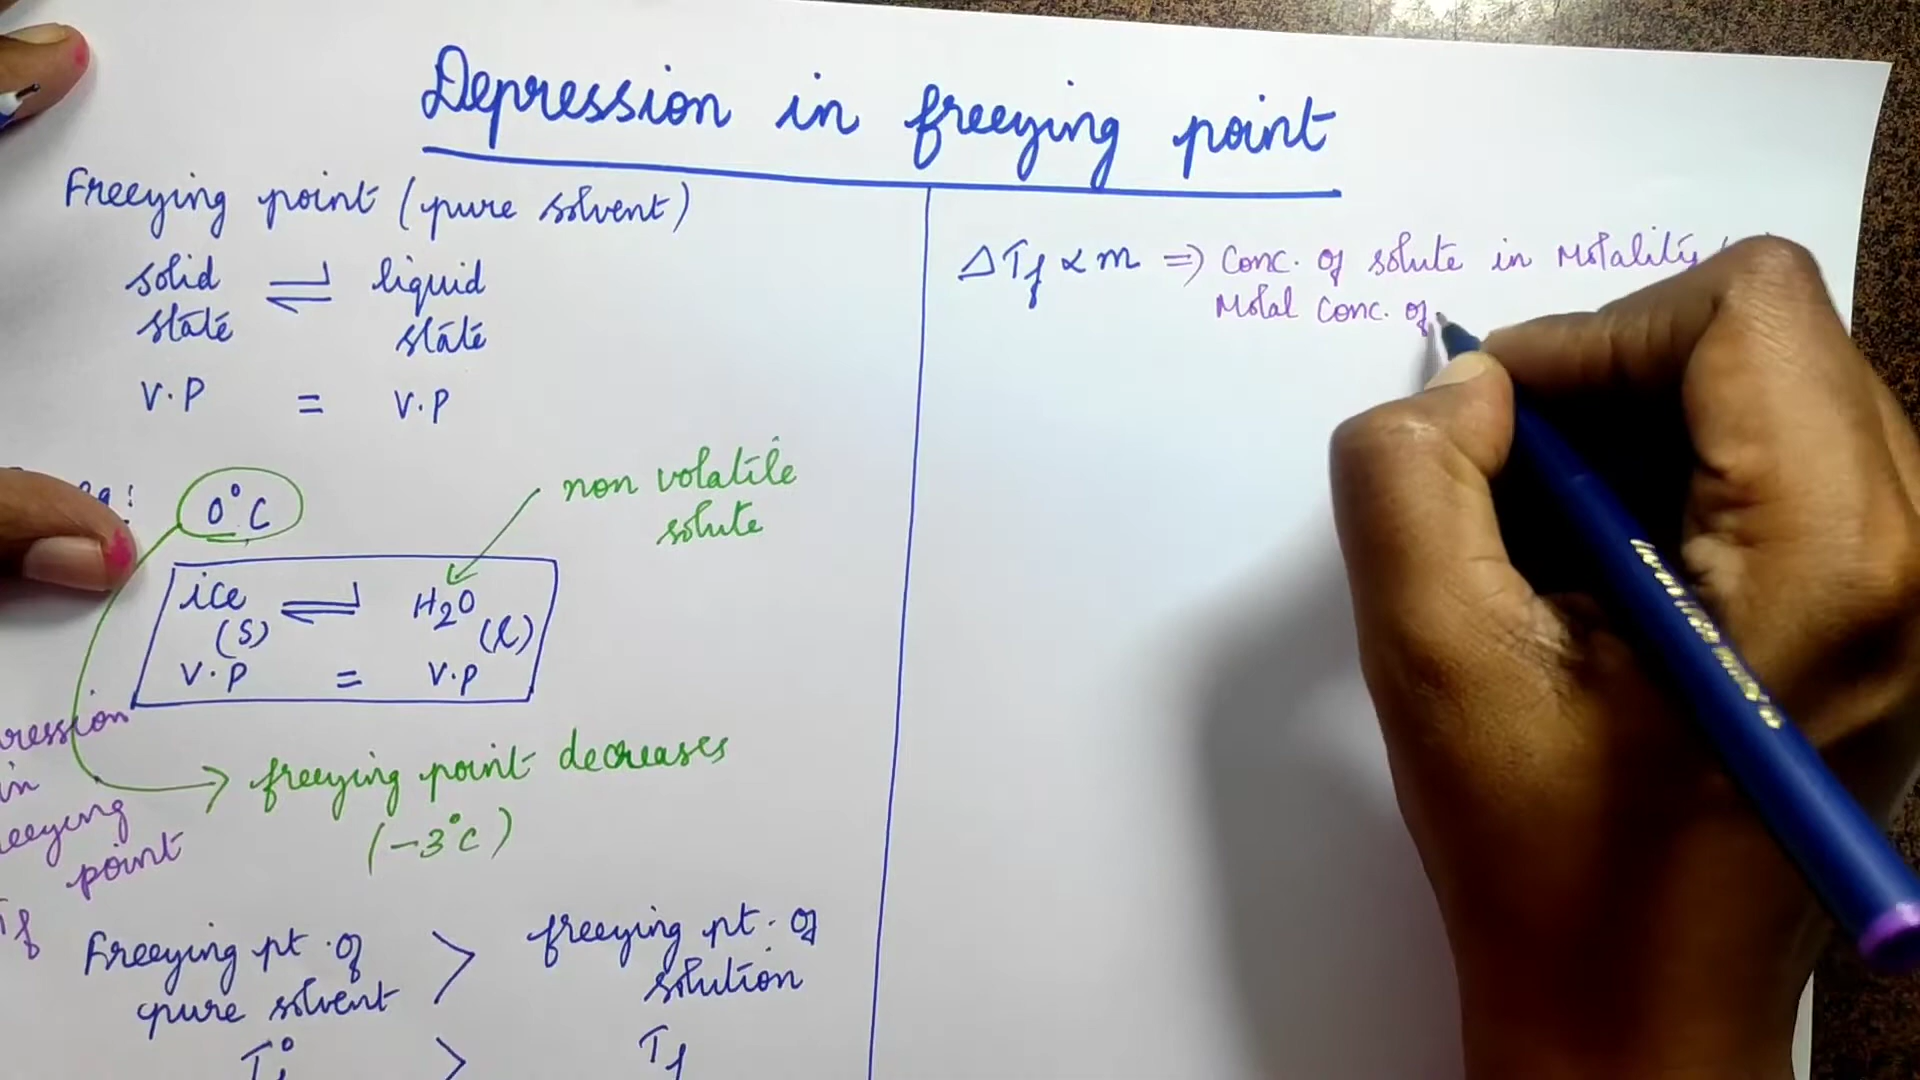 Depression in freezing point
Freezing point (pure solvent)
solid ⇌ liquid
state state
V.P = V.P
eg:
0°C
non volatile
solute
ice ⇌ H2O
(S) (l)
V.P = V.P
in
point
freezing point decreases
(-3°C)
Freezing pt. of > freezing pt. of
pure solvent solution
> Tf
ΔTf ∝ m ⇒ Conc. of solute in Molality
Molal Conc. of